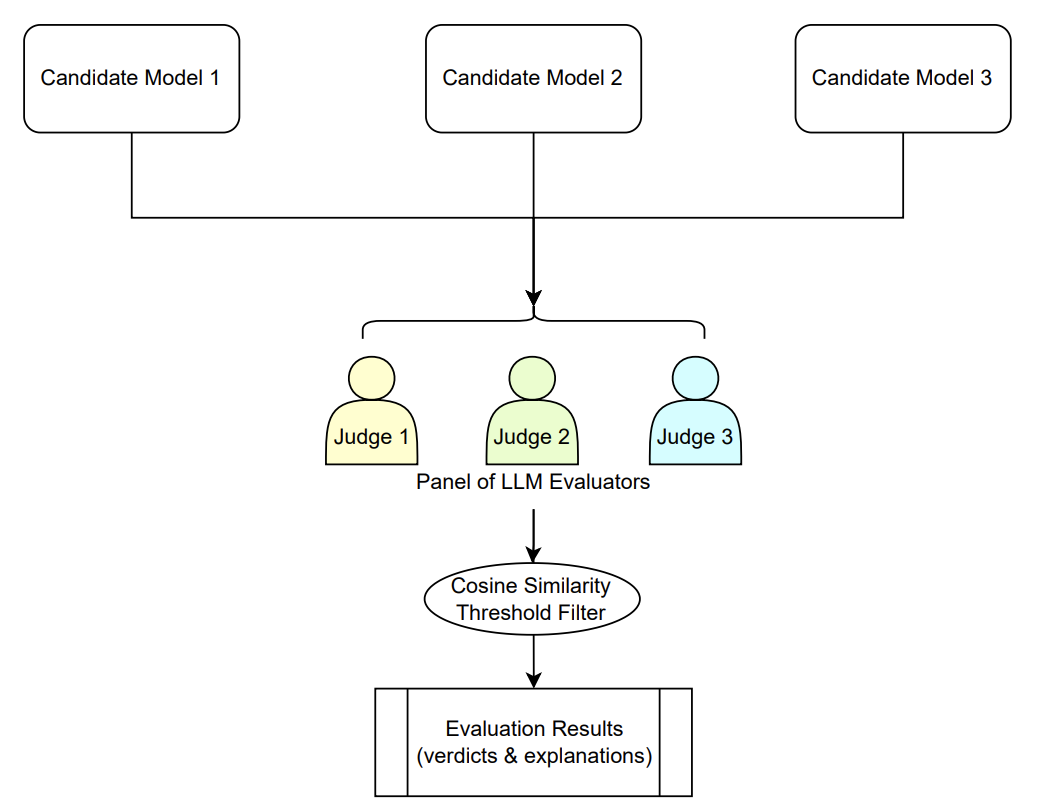 Candidate Model 1
Candidate Model 2
Candidate Model 3
Judge 1
Judge 2
Judge 3
Panel of LLM Evaluators
Cosine Similarity
Threshold Filter
Evaluation Results
(verdicts & explanations)